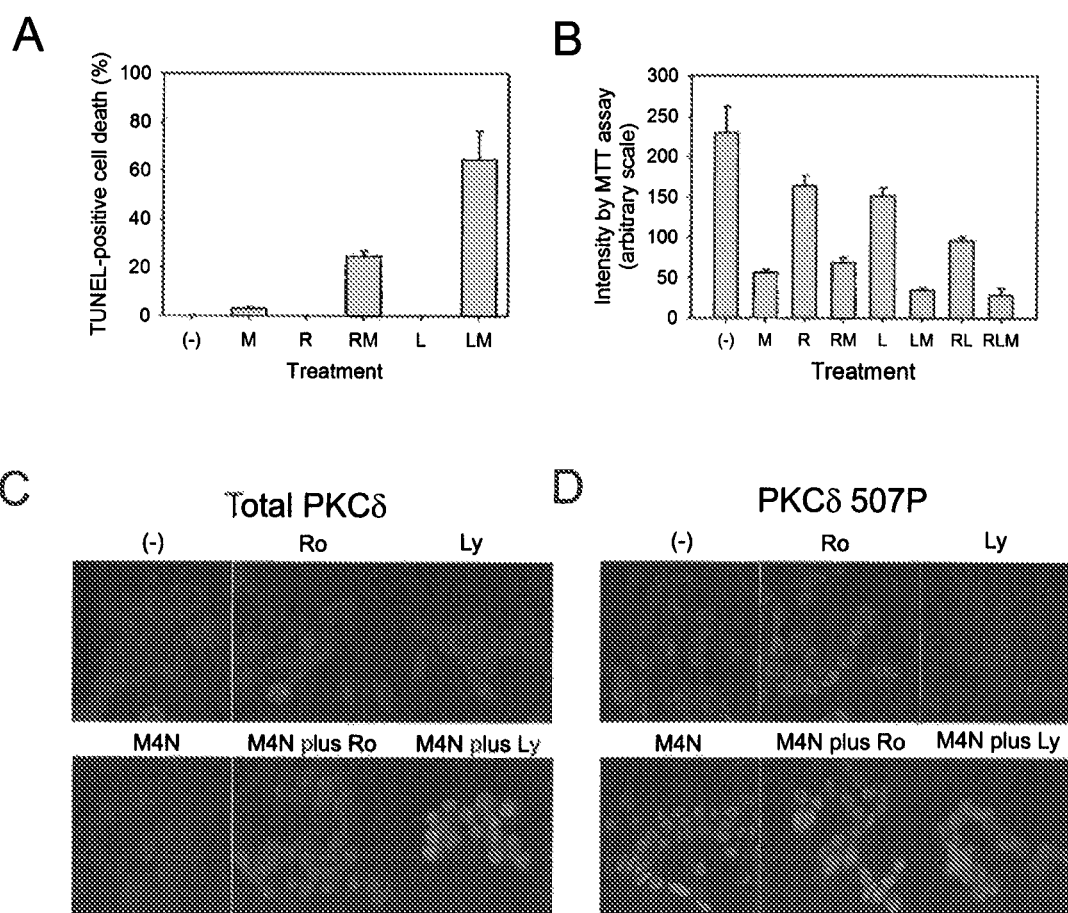 A
TUNEL-positive cell death (%)
100
80
60
40
20
0
(-) M R RM L LM
Treatment
B
Intensity by MTT assay
(arbitrary scale)
300
250
200
150
100
50
0
(-) M R RM L LM RL RLM
Treatment
C
Total PKCδ
(-) Ro Ly
M4N M4N plus Ro M4N plus Ly
D
PKCδ 507P
(-) Ro Ly
M4N M4N plus Ro M4N plus Ly